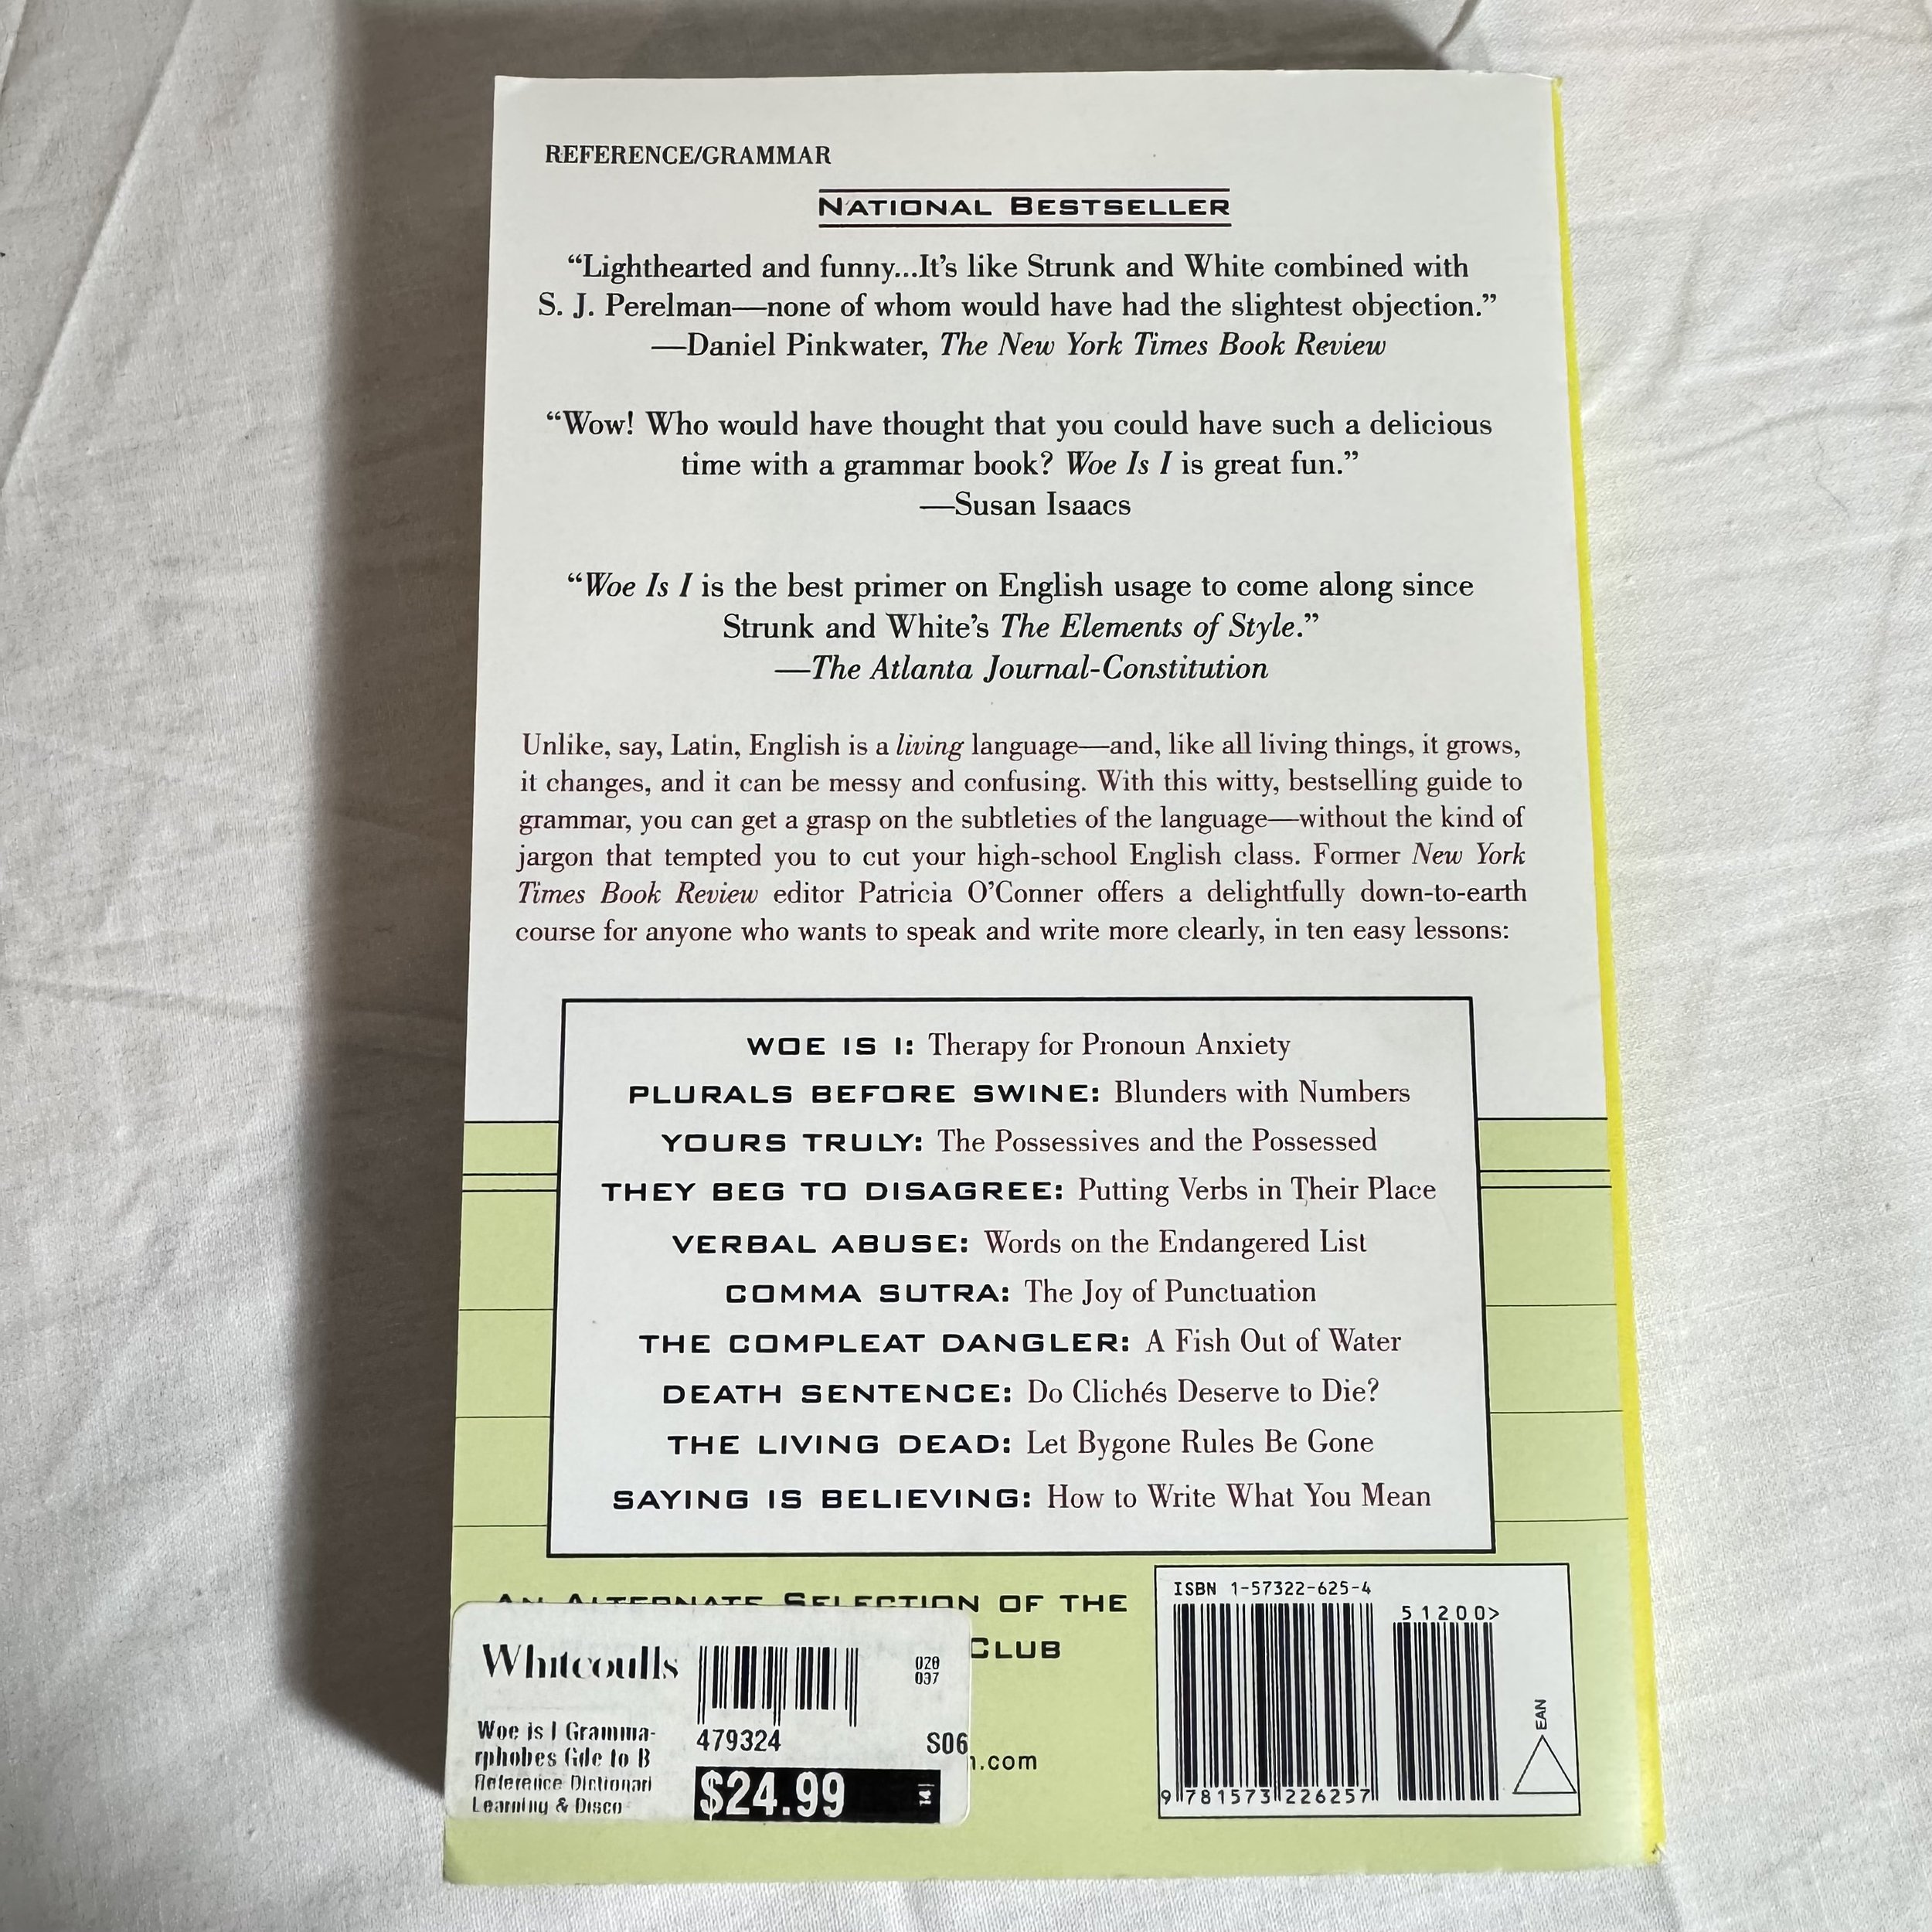 REFERENCE/GRAMMAR
NATIONAL BESTSELLER
“Lighthearted and funny...It’s like Strunk and White combined with
S. J. Perelman—none of whom would have had the slightest objection.”
—Daniel Pinkwater, The New York Times Book Review
“Wow! Who would have thought that you could have such a delicious
time with a grammar book? Woe Is I is great fun.”
—Susan Isaacs
“Woe Is I is the best primer on English usage to come along since
Strunk and White’s The Elements of Style.”
—The Atlanta Journal-Constitution
Unlike, say, Latin, English is a living language—and, like all living things, it grows,
it changes, and it can be messy and confusing. With this witty, bestselling guide to
grammar, you can get a grasp on the subtleties of the language—without the kind of
jargon that tempted you to cut your high-school English class. Former New York
Times Book Review editor Patricia O’Conner offers a delightfully down-to-earth
course for anyone who wants to speak and write more clearly, in ten easy lessons:
WOE IS I: Therapy for Pronoun Anxiety
PLURALS BEFORE SWINE: Blunders with Numbers
YOURS TRULY: The Possessives and the Possessed
THEY BEG TO DISAGREE: Putting Verbs in Their Place
VERBAL ABUSE: Words on the Endangered List
COMMA SUTRA: The Joy of Punctuation
THE COMPLEAT DANGLER: A Fish Out of Water
DEATH SENTENCE: Do Clichés Deserve to Die?
THE LIVING DEAD: Let Bygone Rules Be Gone
SAYING IS BELIEVING: How to Write What You Mean
AN ALTERNATE SELECTION OF THE
CLUB
.com
Whitcoulls
020
037
479324
S06
Woe is I Gramma-
rphobes Gde to B
Reference Dictionari
Learning & Disco
$24.99
14
ISBN 1-57322-625-4
51200>
9 781573 226257
EAN